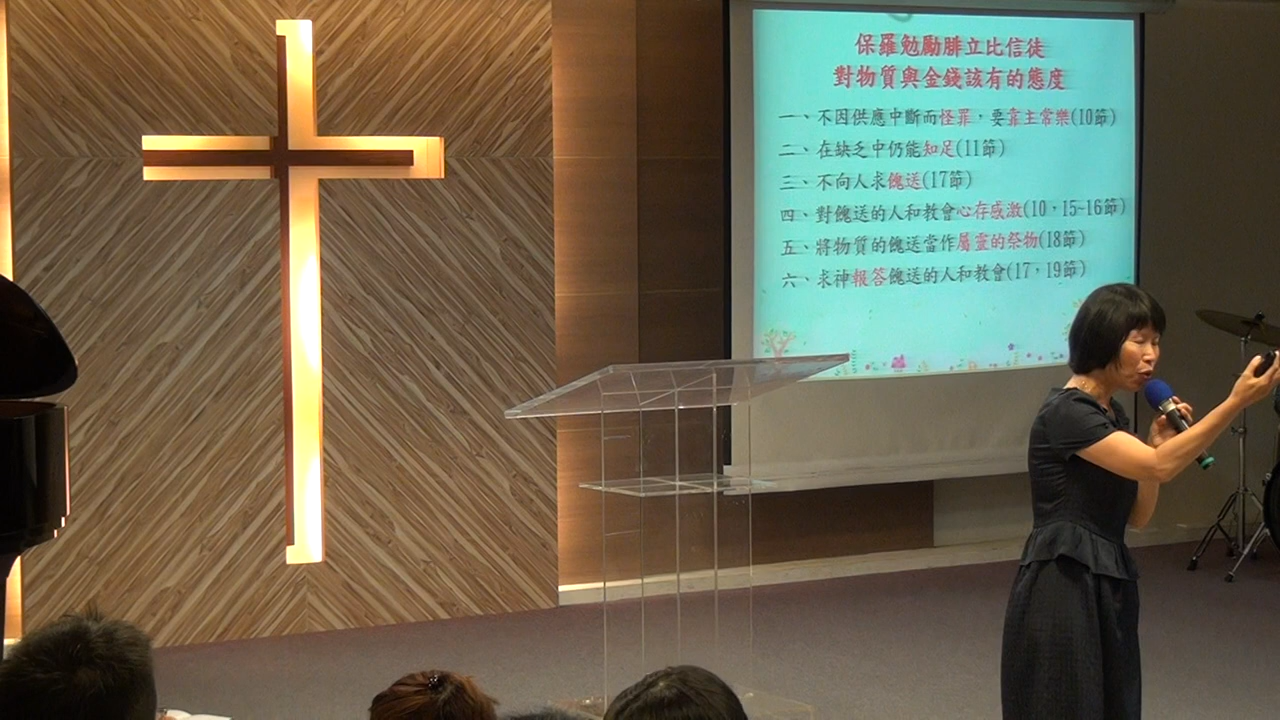 保羅勉勵腓立比信徒
對物質與金錢該有的態度
一、不因供應中斷而怪罪，要靠主常樂(10節)
二、在缺乏中仍能知足(11節)
三、不向人求餽送(17節)
四、對餽送的人和教會心存感激(10，15~16節)
五、將物質的餽送當作屬靈的祭物(18節)
六、求神報答餽送的人和教會(17，19節)